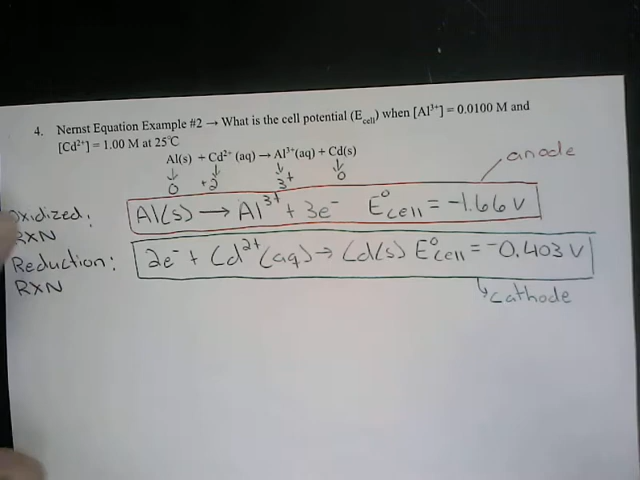 4. Nernst Equation Example #2 → What is the cell potential (Ecell) when [Al³⁺] = 0.0100 M and
[Cd²⁺] = 1.00 M at 25°C
Al(s) + Cd²⁺ (aq) → Al³⁺(aq) + Cd(s)
↓ ↓ ↓ ↓
0 +2 3+ 0
anode
Oxidized: Al(s) → Al³⁺ + 3e⁻ E°cell = -1.66 V
RXN
Reduction: 2e⁻ + Cd²⁺(aq) → Cd(s) E°cell = -0.403 V
RXN
↳ cathode